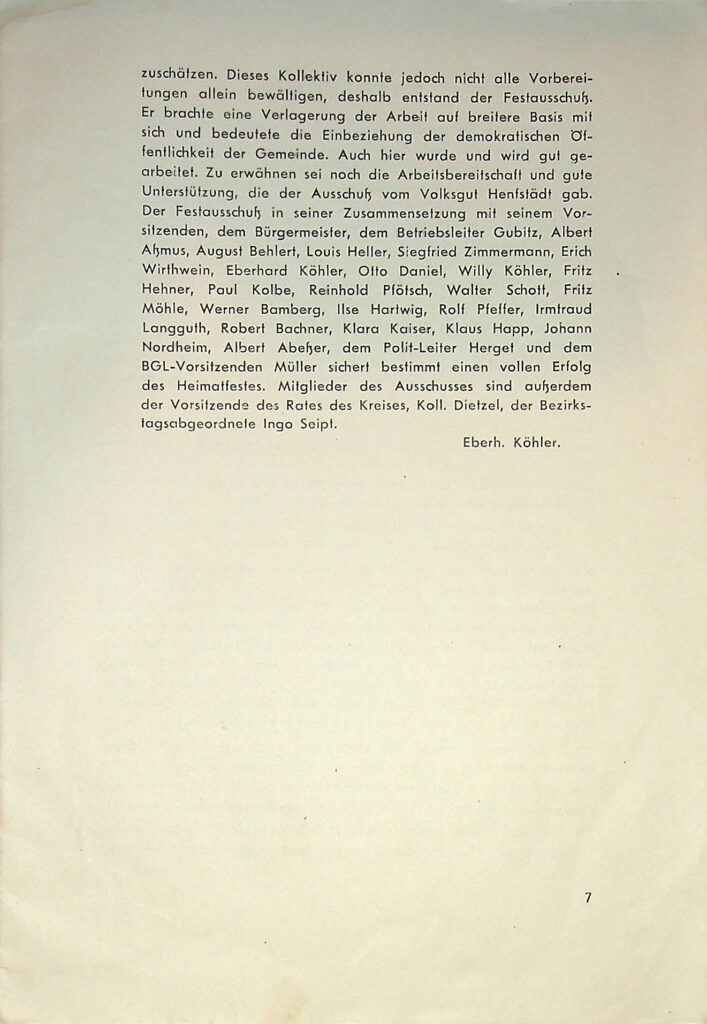 zuschätzen. Dieses Kollektiv konnte jedoch nicht alle Vorberei-
tungen allein bewältigen, deshalb entstand der Festausschuß.
Er brachte eine Verlagerung der Arbeit auf breitere Basis mit
sich und bedeutete die Einbeziehung der demokratischen Öf-
fentlichkeit der Gemeinde. Auch hier wurde und wird gut ge-
arbeitet. Zu erwähnen sei noch die Arbeitsbereitschaft und gute
Unterstützung, die der Ausschuß vom Volksgut Henfstädt gab.
Der Festausschuß in seiner Zusammensetzung mit seinem Vor-
sitzenden, dem Bürgermeister, dem Betriebsleiter Gubitz, Albert
Aßmus, August Behlert, Louis Heller, Siegfried Zimmermann, Erich
Wirthwein, Eberhard Köhler, Otto Daniel, Willy Köhler, Fritz
Hehner, Paul Kolbe, Reinhold Pfötsch, Walter Schott, Fritz
Möhle, Werner Bamberg, Ilse Hartwig, Rolf Pfeffer, Irmtraud
Langguth, Robert Bachner, Klara Kaiser, Klaus Happ, Johann
Nordheim, Albert Abeßer, dem Polit-Leiter Herget und dem
BGL-Vorsitzenden Müller sichert bestimmt einen vollen Erfolg
des Heimatfestes. Mitglieder des Ausschusses sind außerdem
der Vorsitzende des Rates des Kreises, Koll. Dietzel, der Bezirks-
tagsabgeordnete Ingo Seipt.
Eberh. Köhler.
7